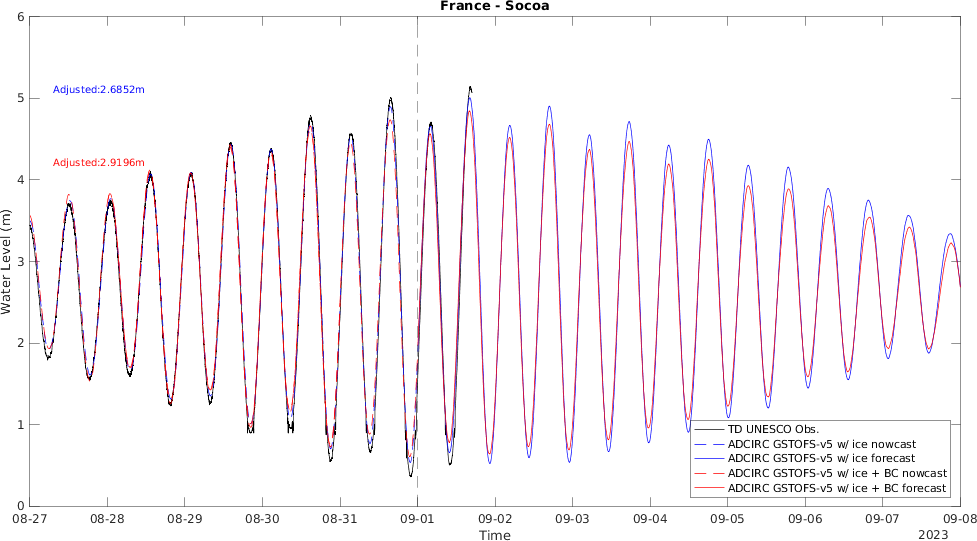 France - Socoa
Water Level (m)
6
5
4
3
2
1
0
Adjusted:2.6852m
Adjusted:2.9196m
TD UNESCO Obs.
ADCIRC GSTOFS-v5 w/ ice nowcast
ADCIRC GSTOFS-v5 w/ ice forecast
ADCIRC GSTOFS-v5 w/ ice + BC nowcast
ADCIRC GSTOFS-v5 w/ ice + BC forecast
08-27 08-28 08-29 08-30 08-31 09-01 09-02 09-03 09-04 09-05 09-06 09-07 09-08
Time
2023